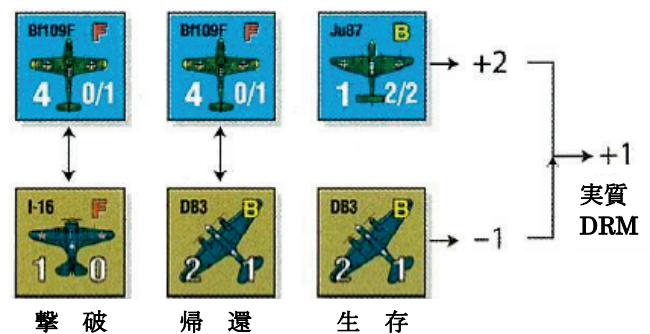 Bf109F F
4 0/1
Bf109F F
4 0/1
Ju87 B
1 2/2
+2
+1
実質
DRM
I-16 F
1 0
DB3 B
2 1
DB3 B
2 1
-1
撃 破
帰 還
生 存